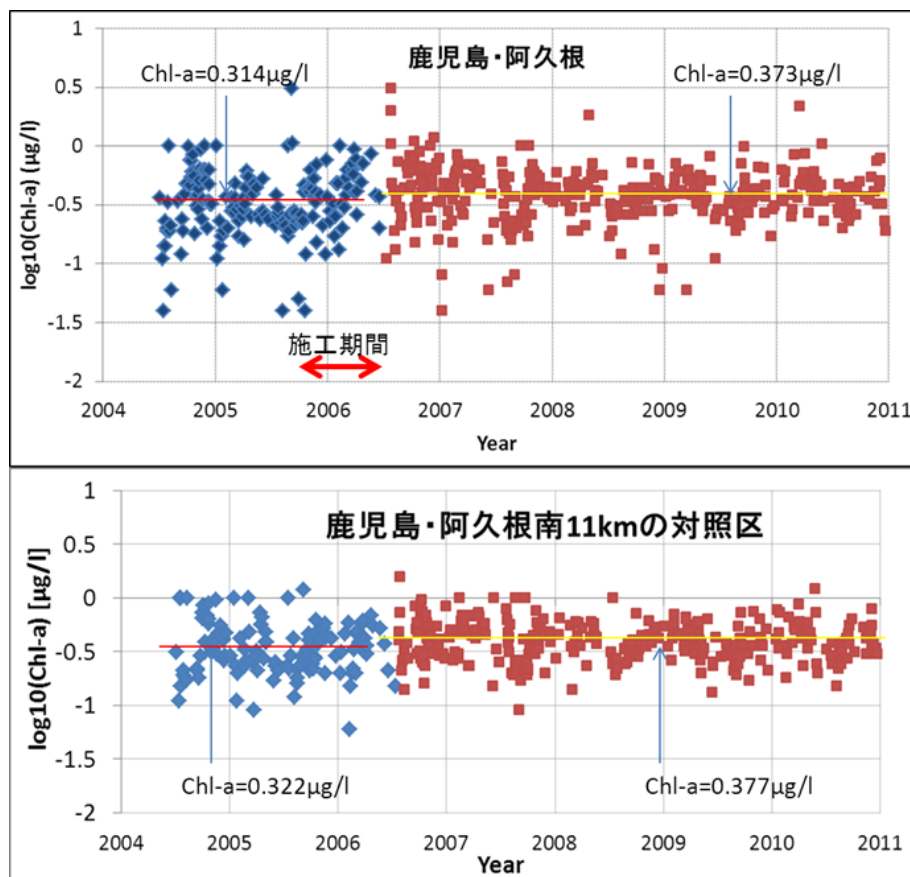 鹿児島・阿久根
Chl-a=0.314µg/l
Chl-a=0.373µg/l
log10(Chl-a) (µg/l)
1
0.5
0
-0.5
-1
-1.5
-2
施工期間
2004
2005
2006
2007
2008
2009
2010
2011
Year
鹿児島・阿久根南11kmの対照区
log10(Chl-a) [µg/l]
1
0.5
0
-0.5
-1
-1.5
-2
Chl-a=0.322µg/l
Chl-a=0.377µg/l
2004
2005
2006
2007
2008
2009
2010
2011
Year